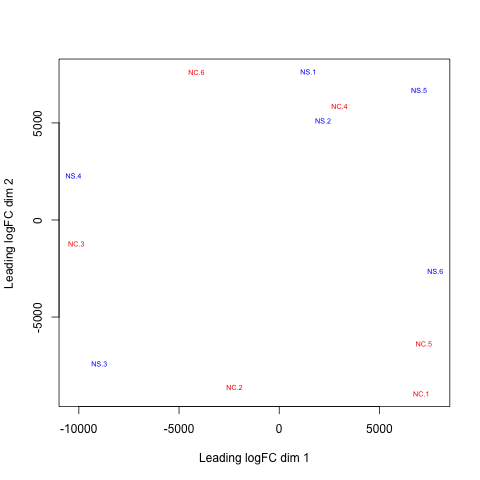 NC.6
NS.1
NS.5
NC.4
NS.2
NS.4
NC.3
NS.6
NC.5
NS.3
NC.2
NC.1
5000
0
-5000
Leading logFC dim 2
-10000 -5000 0 5000
Leading logFC dim 1